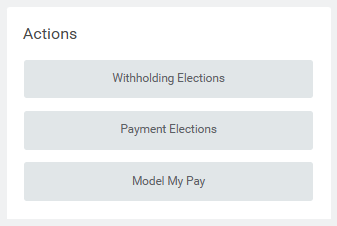 Actions
Withholding Elections
Payment Elections
Model My Pay